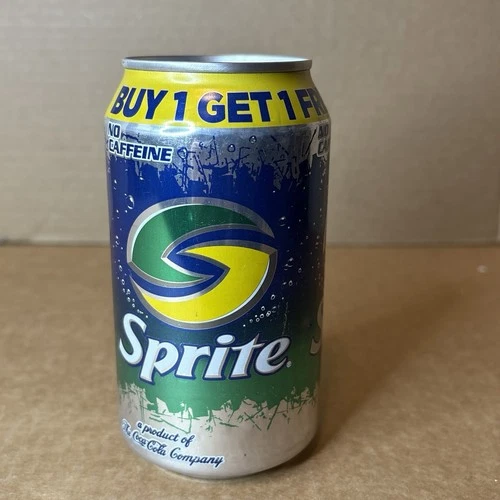 BUY 1 GET 1 FR
NO
CAFFEINE
Sprite
a product of
The Coca-Cola Company